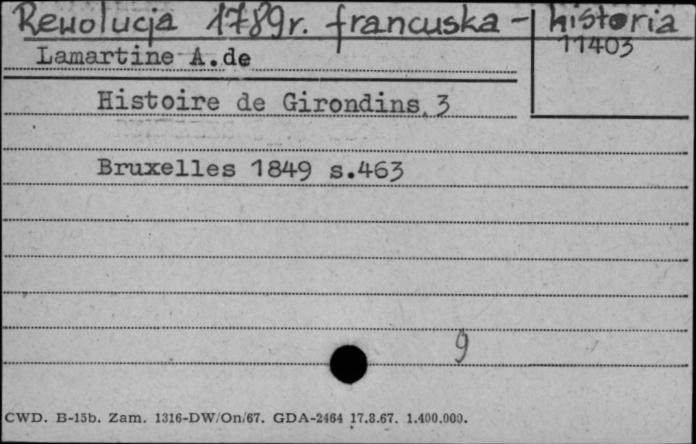 Rewolucja 1789r. francuska - historia
11403
Lamartine A.de
Histoire de Girondins, 3
Bruxelles 1849 s.463
9
CWD. B-15b. Zam. 1316-DW/On/67. GDA-2464 17.8.67. 1.400.000.